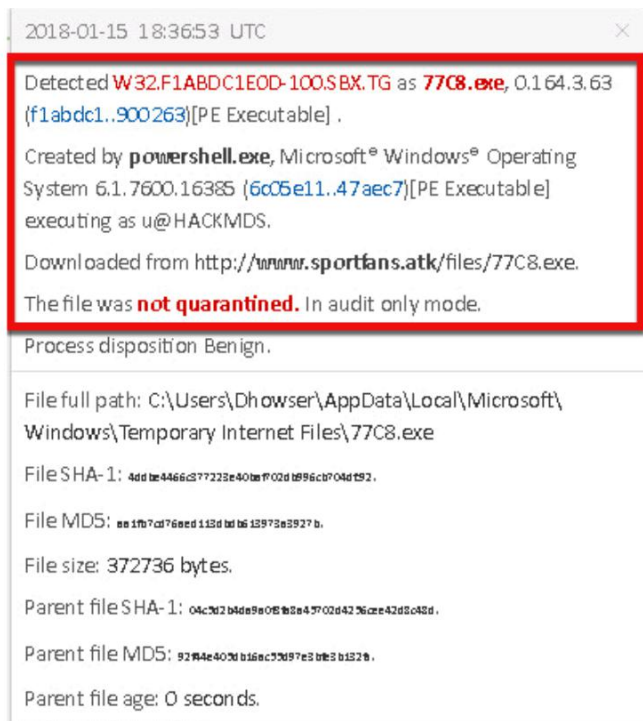 2018-01-15 18:36:53 UTC
Detected W32.F1ABDC1E0D-100.SBX.TG as 77C8.exe, 0.164.3.63
(f1abdc1..900263)[PE Executable] .
Created by powershell.exe, Microsoft® Windows® Operating
System 6.1.7600.16385 (6c05e11..47aec7)[PE Executable]
executing as u@HACKMDS.
Downloaded from http://www.sportfans.atk/files/77C8.exe.
The file was not quarantined. In audit only mode.
Process disposition Benign.
File full path: C:\Users\Dhowser\AppData\Local\Microsoft\
Windows\Temporary Internet Files\77C8.exe
File SHA-1:
File MD5:
File size: 372736 bytes.
Parent file SHA-1:
Parent file MD5:
Parent file age: 0 seconds.